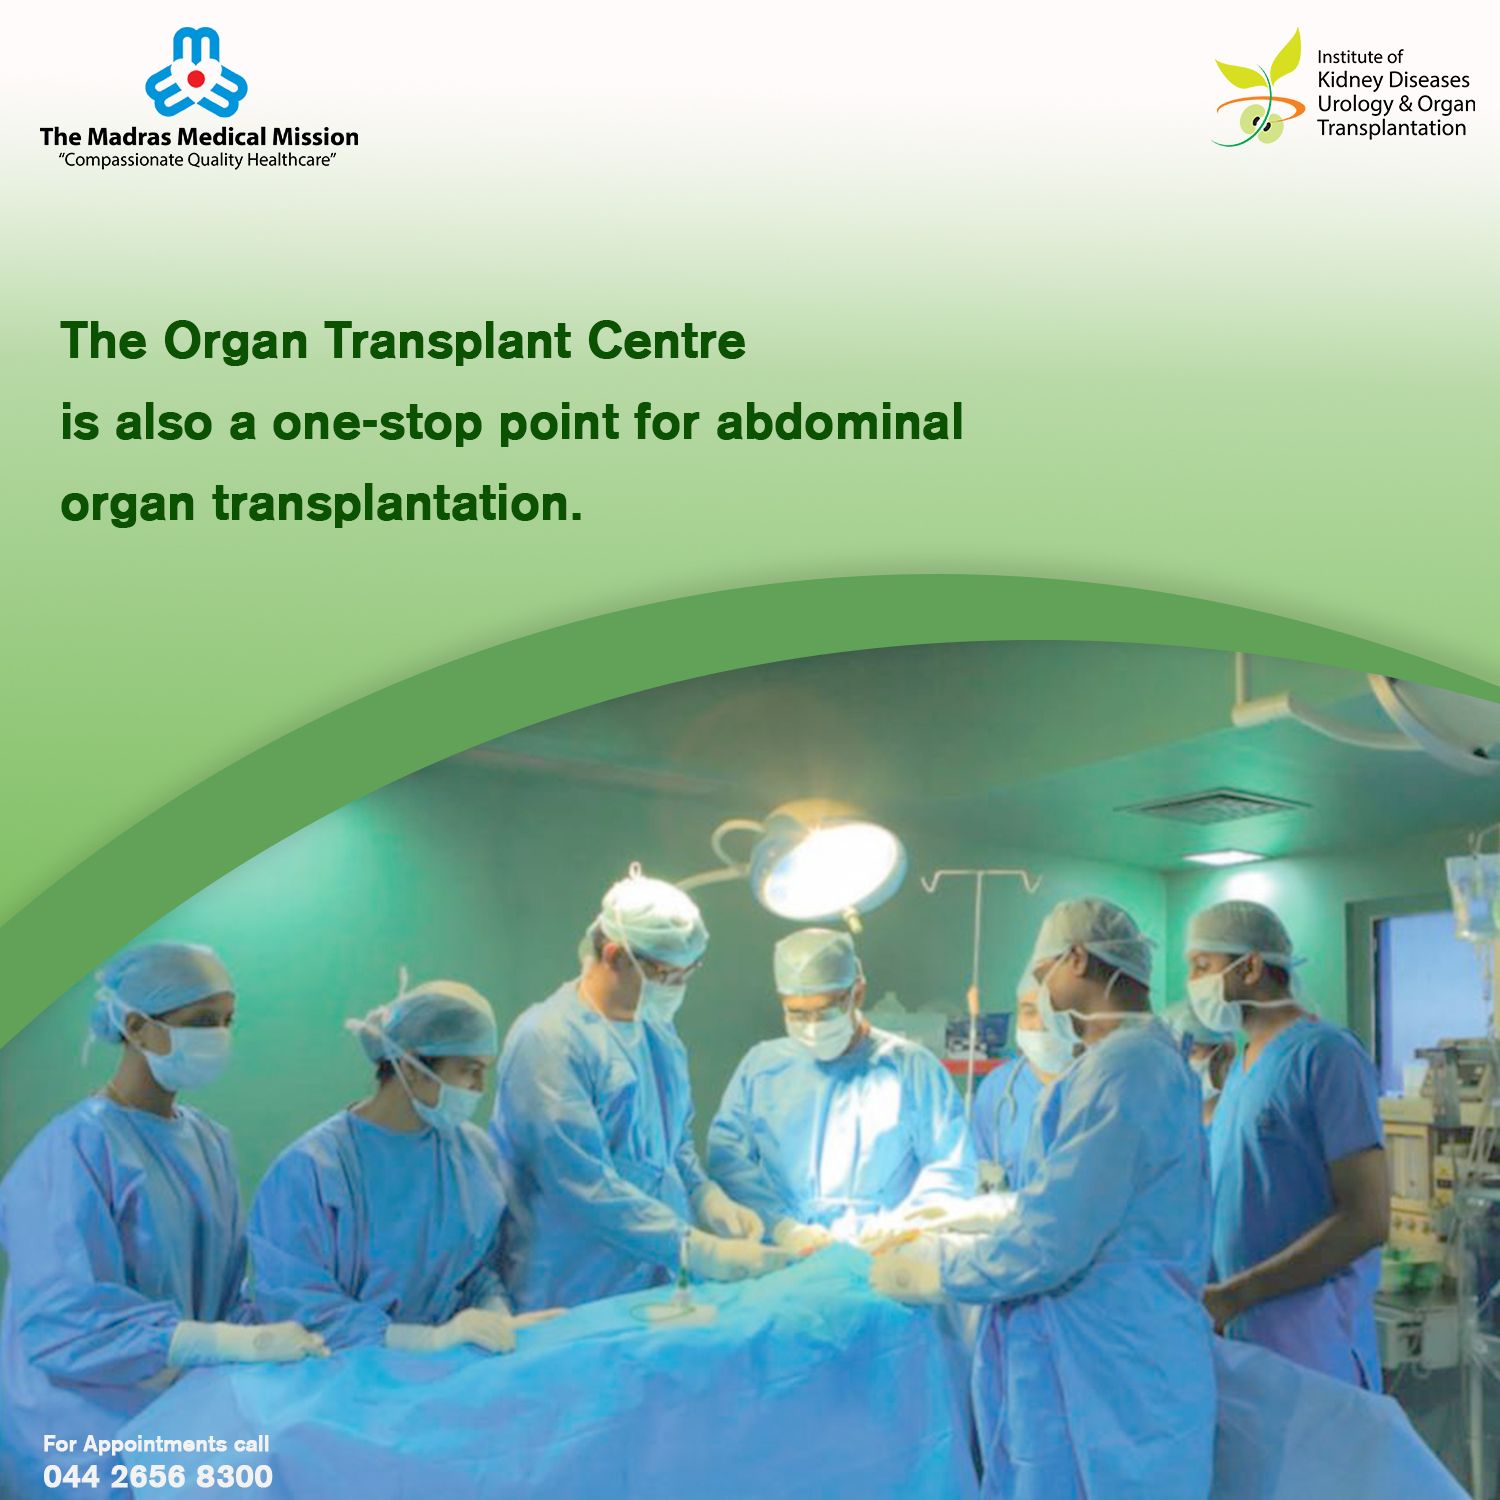 The Madras Medical Mission
"Compassionate Quality Healthcare"
Institute of
Kidney Diseases
Urology & Organ
Transplantation
The Organ Transplant Centre
is also a one-stop point for abdominal
organ transplantation.
For Appointments call
044 2656 8300